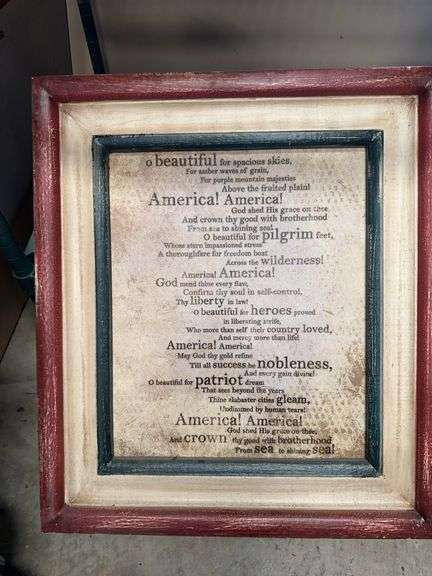 o beautiful for spacious skies,
For amber waves of grain,
For purple mountain majesties
Above the fruited plain!
America! America!
God shed His grace on thee
And crown thy good with brotherhood
From sea to shining sea!
O beautiful for pilgrim feet,
Whose stern impassioned stress
A thoroughfare for freedom beat
Across the wilderness!
America! America!
God mend thine every flaw,
Confirm thy soul in self-control,
Thy liberty in law!
o beautiful for heroes proved
in liberating strife,
Who more than self their country loved,
And mercy more than life!
America! America!
May God thy gold refine
Till all success be nobleness,
And every gain divine!
O beautiful for patriot dream
That sees beyond the years
Thine alabaster cities gleam,
Undimmed by human tears!
America! America!
God shed His grace on thee,
And crown thy good with brotherhood
From sea to shining sea!